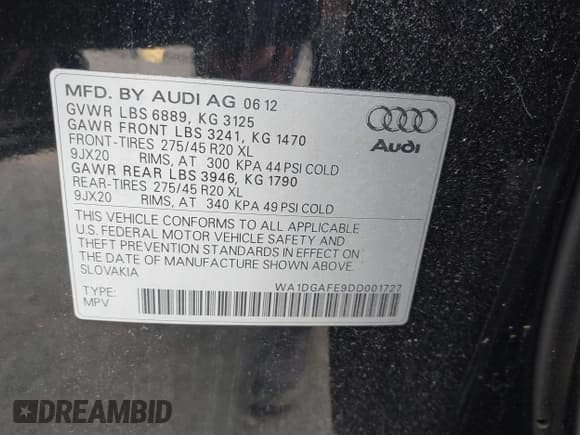 MFD. BY AUDI AG 06 12
GVWR LBS 6889, KG 3125
GAWR FRONT LBS 3241, KG 1470
FRONT-TIRES 275/45 R20 XL
9JX20 RIMS, AT 300 KPA 44 PSI COLD
GAWR REAR LBS 3946, KG 1790
REAR-TIRES 275/45 R20 XL
9JX20 RIMS, AT 340 KPA 49 PSI COLD
Audi
THIS VEHICLE CONFORMS TO ALL APPLICABLE
U.S. FEDERAL MOTOR VEHICLE SAFETY AND
THEFT PREVENTION STANDARDS IN EFFECT ON
THE DATE OF MANUFACTURE SHOWN ABOVE.
SLOVAKIA
TYPE: WA1DGAFE9DD001727
MPV
DREAMBID